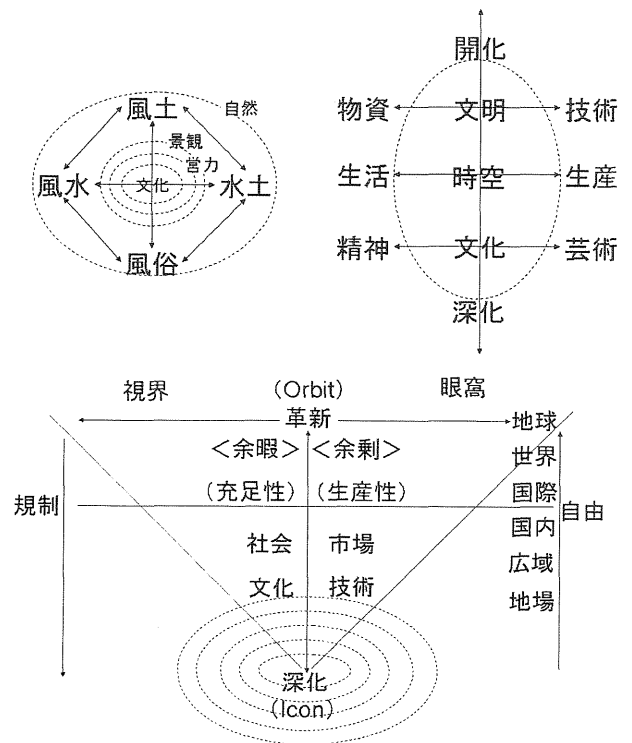 風土
自然
景観
営力
風水
文化
水土
風俗
開化
物資
文明
技術
生活
時空
生産
精神
文化
芸術
深化
視界
(Orbit)
眼窩
革新
地球
<余暇>
<余剰>
世界
(充足性)
(生産性)
国際
規制
自由
国内
社会
市場
広域
文化
技術
地場
深化
(Icon)